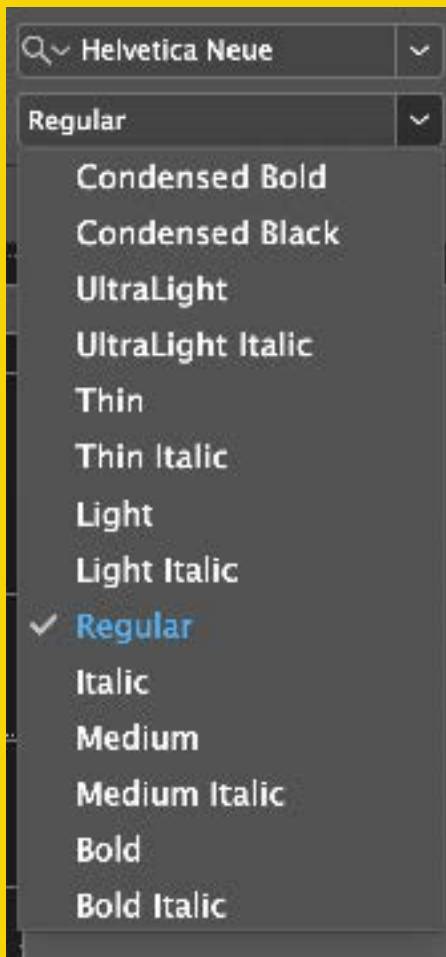 Helvetica Neue
Regular
Condensed Bold
Condensed Black
UltraLight
UltraLight Italic
Thin
Thin Italic
Light
Light Italic
Regular
Italic
Medium
Medium Italic
Bold
Bold Italic